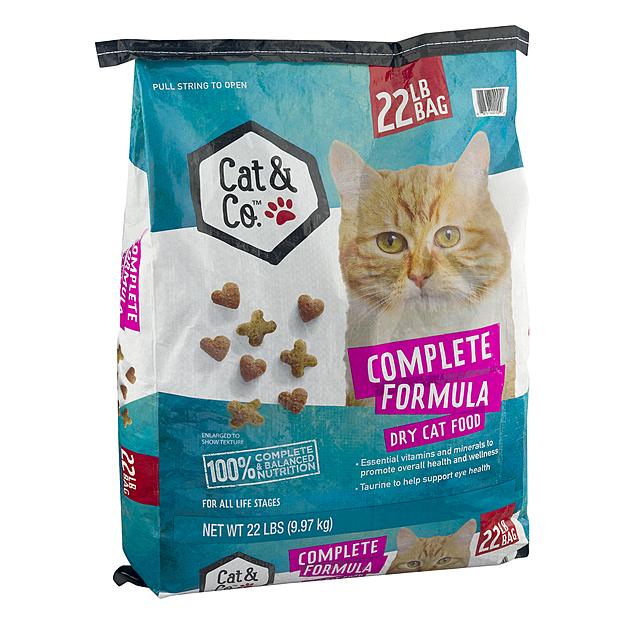 PULL STRING TO OPEN
22 LB
BAG
Cat &
Co.™
COMPLETE
FORMULA
COMPLETE
FORMULA
DRY CAT FOOD
ENLARGED TO
SHOW TEXTURE
100% COMPLETE
& BALANCED
NUTRITION
• Essential vitamins and minerals to
promote overall health and wellness
• Taurine to help support eye health
FOR ALL LIFE STAGES
22 LB
BAG
NET WT 22 LBS (9.97 kg)
Cat &
Co.
COMPLETE
FORMULA
22 LB
BAG